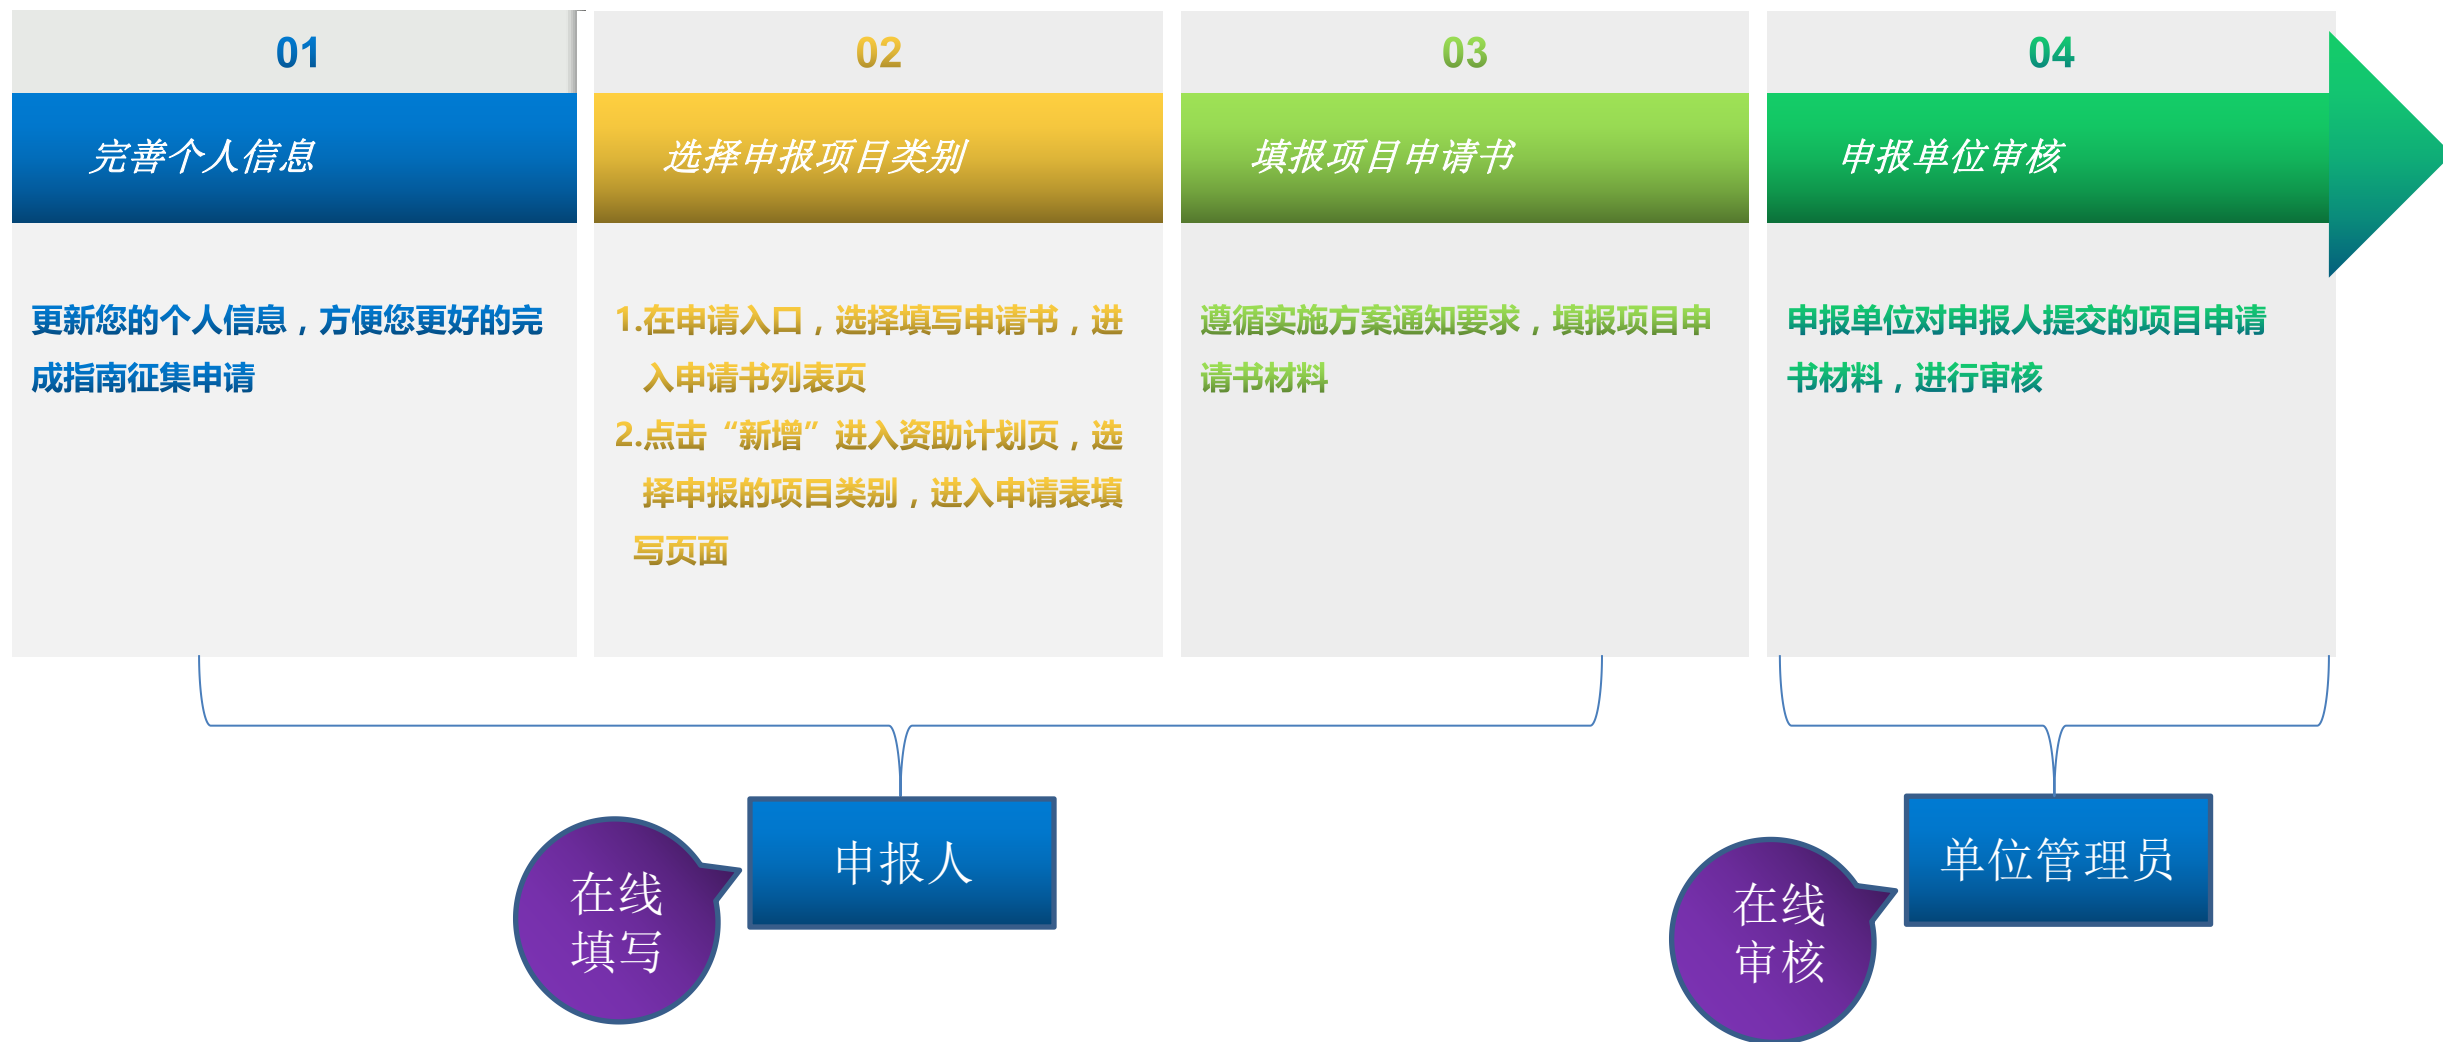 01
完善个人信息
更新您的个人信息，方便您更好的完
成指南征集申请
02
选择申报项目类别
1.在申请入口，选择填写申请书，进
入申请书列表页
2.点击“新增”进入资助计划页，选
择申报的项目类别，进入申请表填
写页面
03
填报项目申请书
遵循实施方案通知要求，填报项目申
请书材料
04
申报单位审核
申报单位对申报人提交的项目申请
书材料，进行审核
在线
填写
申报人
在线
审核
单位管理员